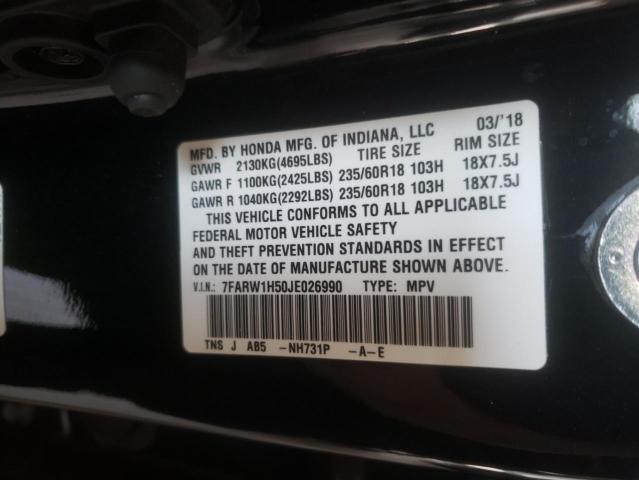 MFD. BY HONDA MFG. OF INDIANA, LLC 03/'18
GVWR 2130KG(4695LBS) TIRE SIZE RIM SIZE
GAWR F 1100KG(2425LBS) 235/60R18 103H 18X7.5J
GAWR R 1040KG(2292LBS) 235/60R18 103H 18X7.5J
THIS VEHICLE CONFORMS TO ALL APPLICABLE
FEDERAL MOTOR VEHICLE SAFETY
AND THEFT PREVENTION STANDARDS IN EFFECT
ON THE DATE OF MANUFACTURE SHOWN ABOVE.
V.I.N.: 7FARW1H50JE026990 TYPE: MPV
TNS J AB5 -NH731P -A-E